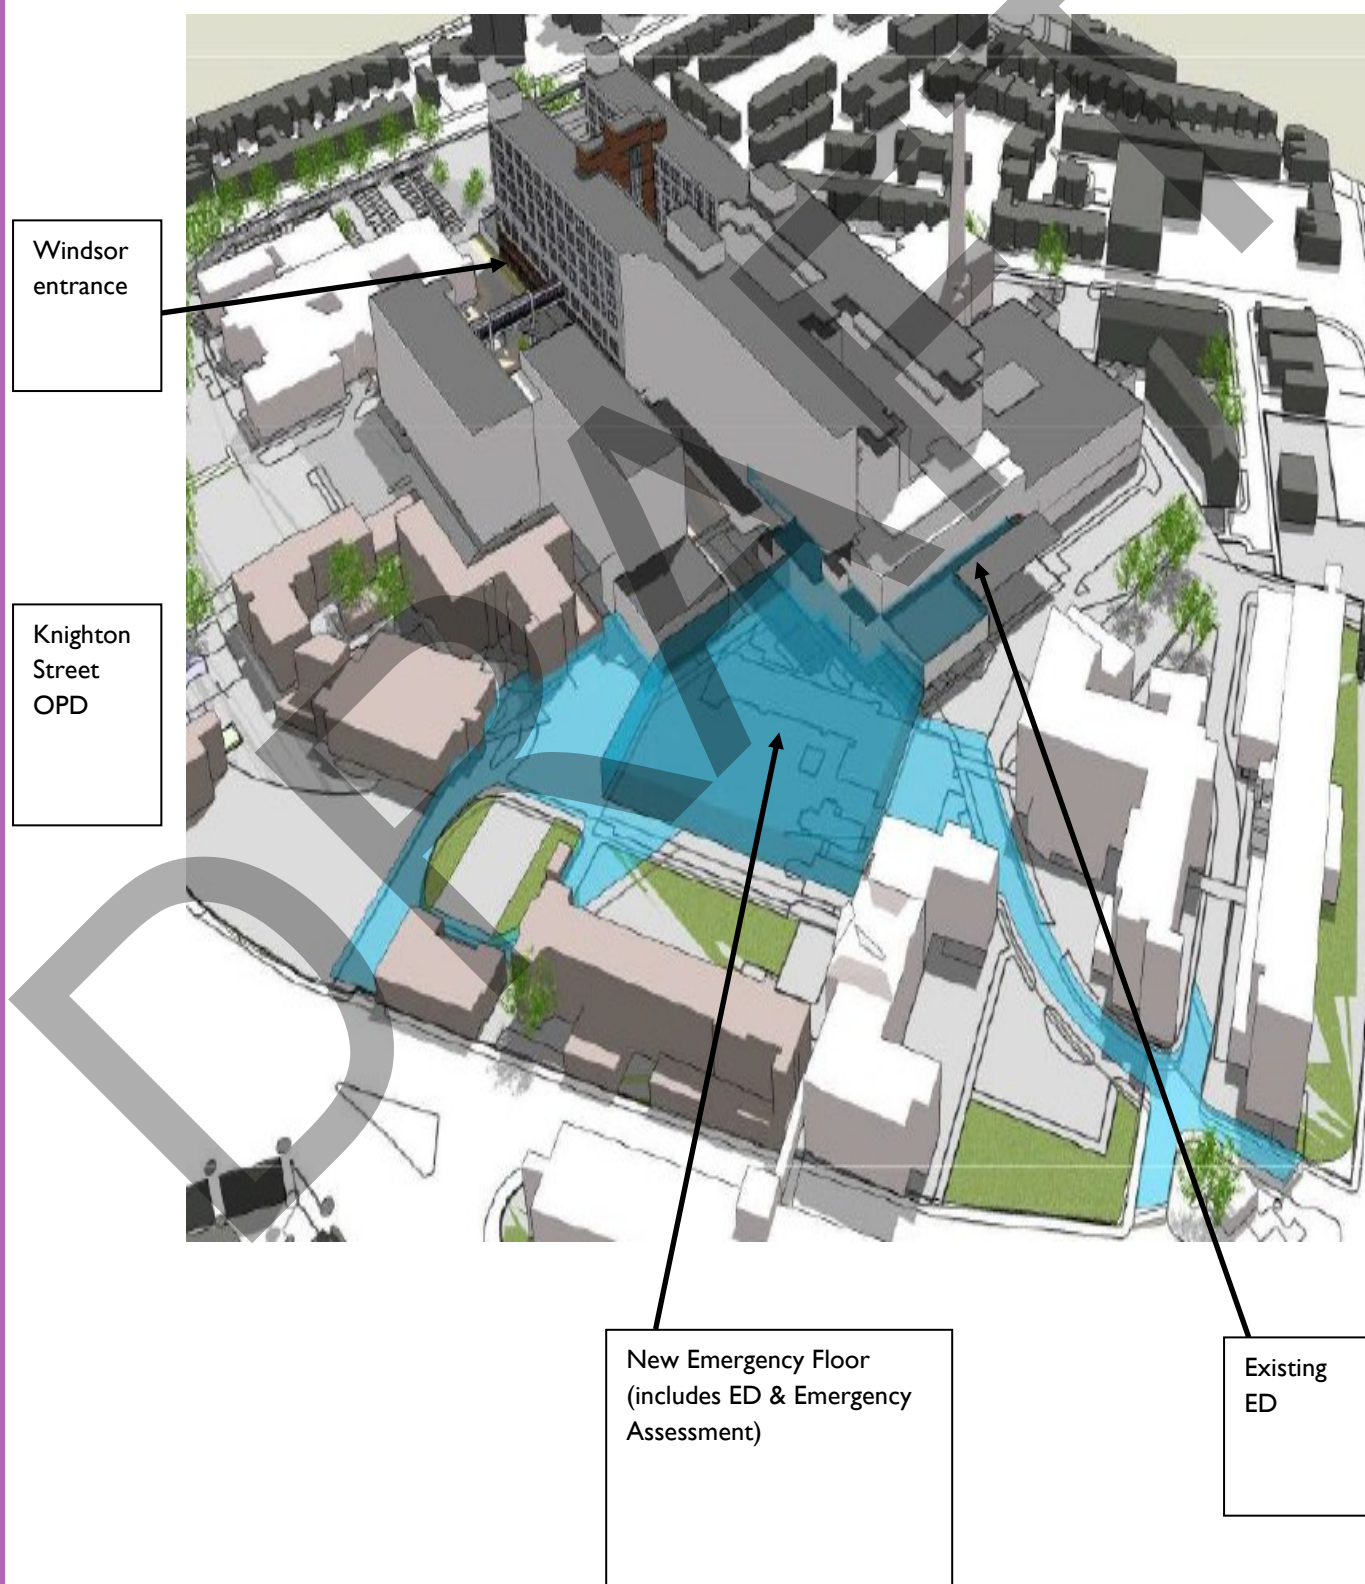 Windsor
entrance
Knighton
Street
OPD
New Emergency Floor
(includes ED & Emergency
Assessment)
Existing
ED
DRAFT